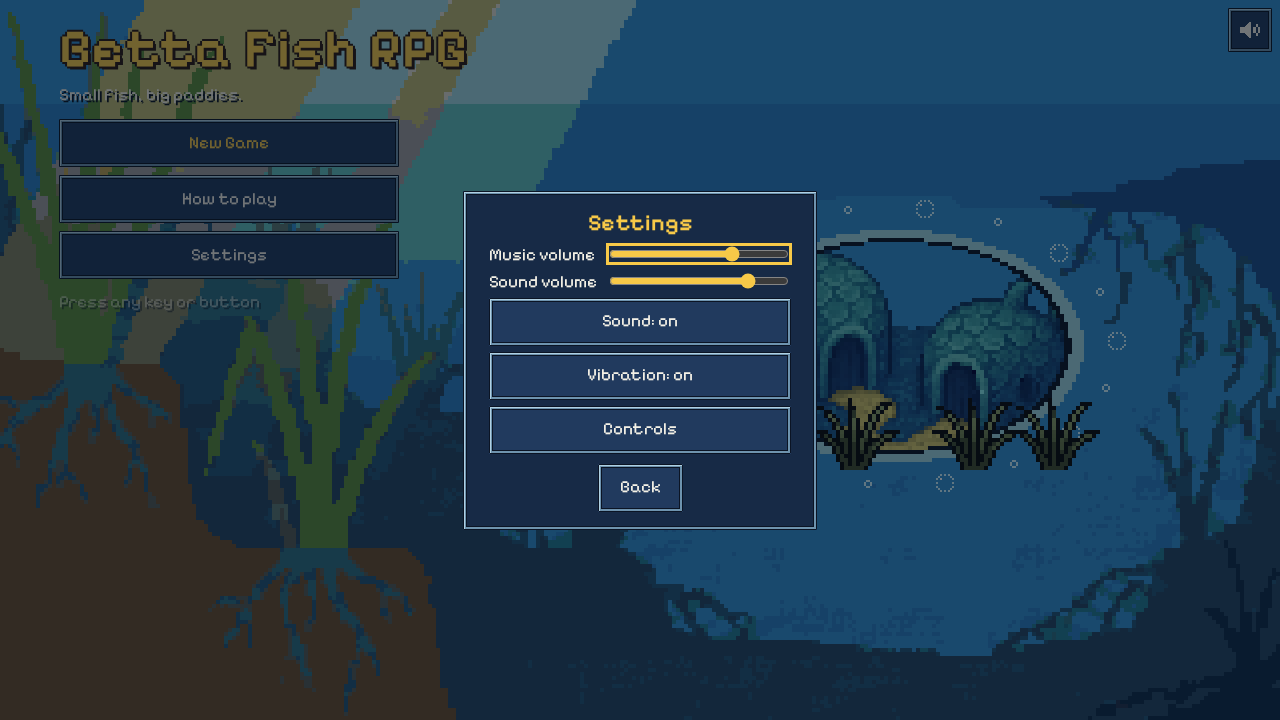 Betta Fish RPG
Small fish, big paddies.
New Game
How to play
Settings
Press any key or button
Settings
Music volume
Sound volume
Sound: on
Vibration: on
Controls
Back